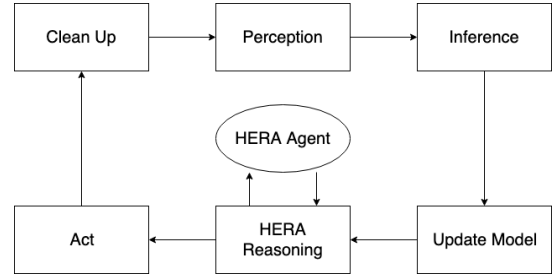 Clean Up
Perception
Inference
HERA Agent
Act
HERA
Reasoning
Update Model